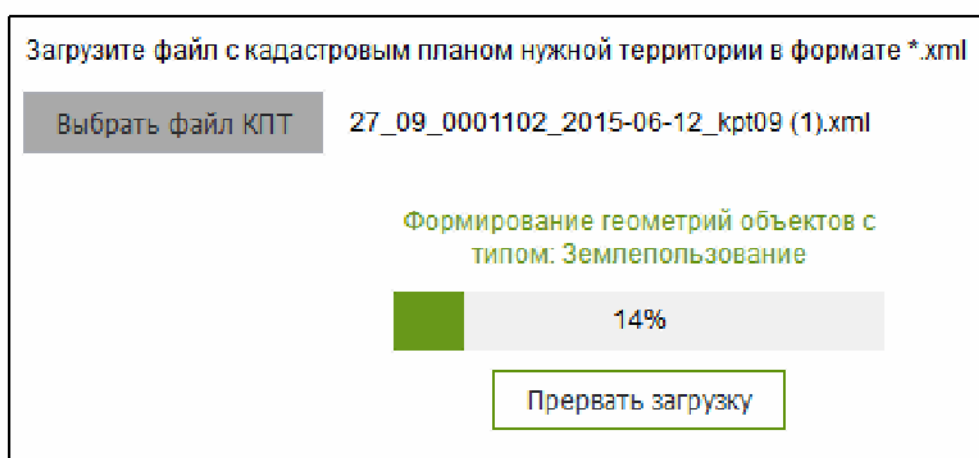 Загрузите файл с кадастровым планом нужной территории в формате *.xml
Выбрать файл КПТ 27_09_0001102_2015-06-12_kpt09 (1).xml
Формирование геометрий объектов с
типом: Землепользование
14%
Прервать загрузку